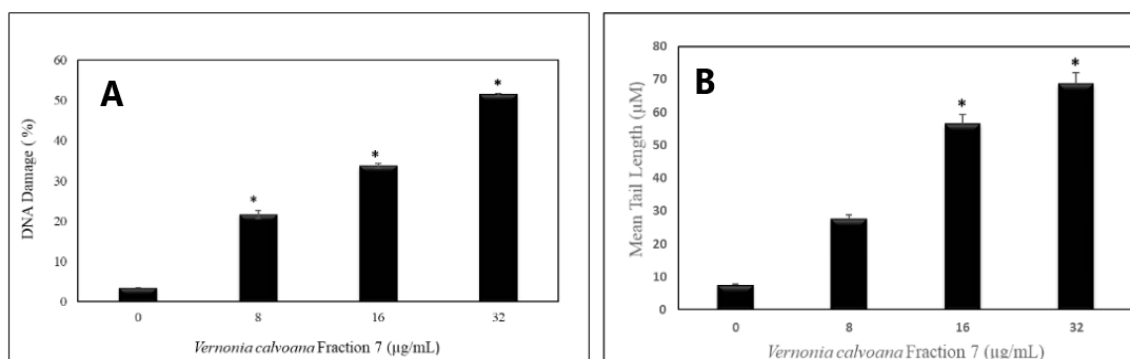 A
DNA Damage (%)
60
50
40
30
20
10
0
*
*
*
0 8 16 32
Vernonia calvoana Fraction 7 (µg/mL)
B
Mean Tail Length (µM)
80
70
60
50
40
30
20
10
0
*
*
0 8 16 32
Vernonia calvoana Fraction 7 (µg/mL)